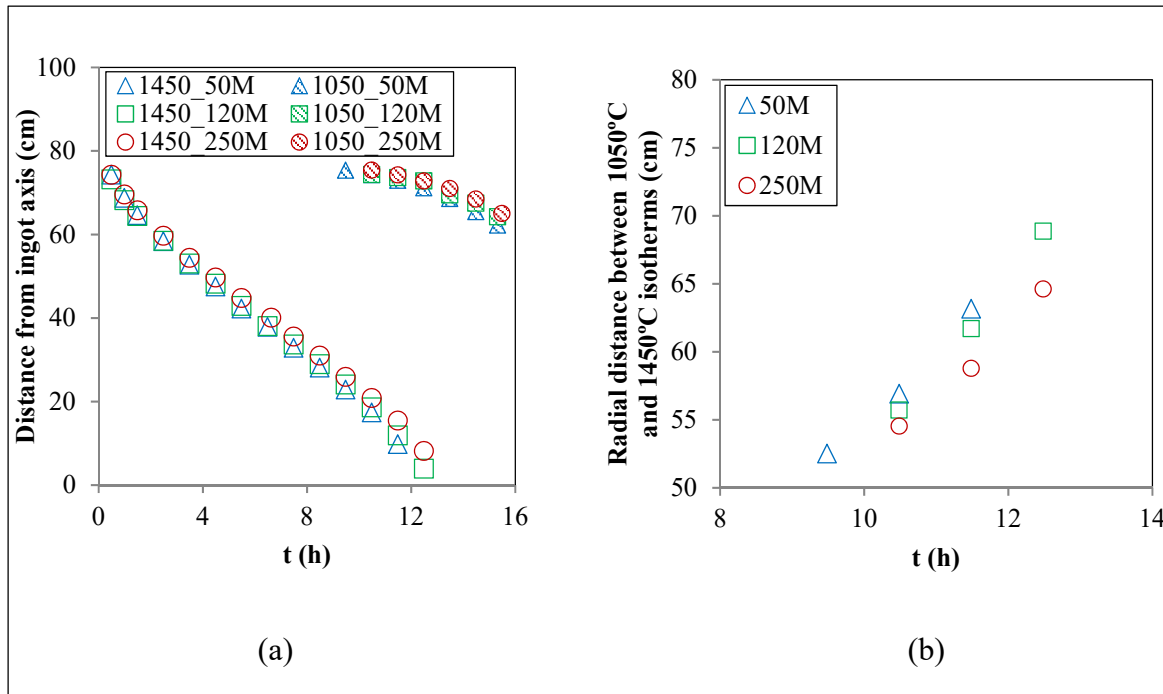 100
80
60
40
20
0
Distance from ingot axis (cm)
1450_50M 1050_50M
1450_120M 1050_120M
1450_250M 1050_250M
0 4 8 12 16
t (h)
(a)
80
75
70
65
60
55
50
Radial distance between 1050ºC
and 1450ºC isotherms (cm)
50M
120M
250M
8 10 12 14
t (h)
(b)